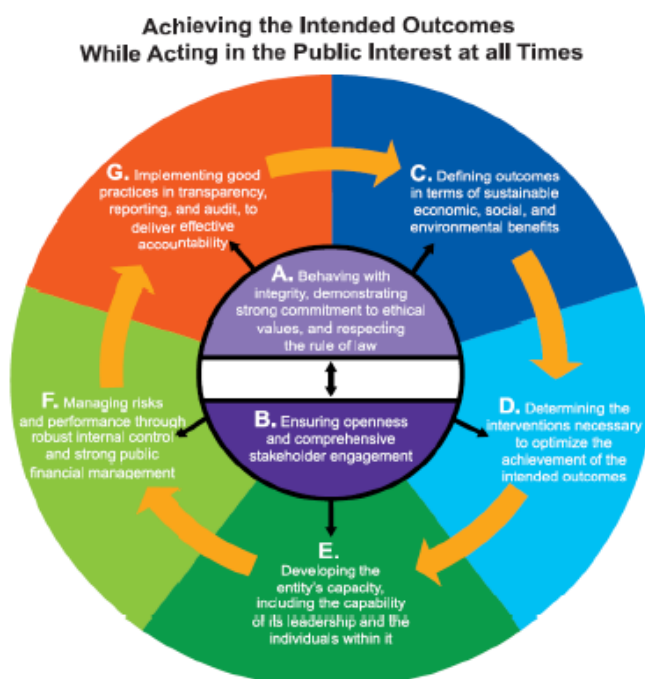 Achieving the Intended Outcomes
While Acting in the Public Interest at all Times
G. Implementing good
practices in transparency,
reporting, and audit, to
deliver effective
accountability
C. Defining outcomes
in terms of sustainable
economic, social, and
environmental benefits
A. Behaving with
integrity, demonstrating
strong commitment to ethical
values, and respecting
the rule of law
B. Ensuring openness
and comprehensive
stakeholder engagement
F. Managing risks
and performance through
robust internal control
and strong public
financial management
D. Determining the
interventions necessary
to optimize the
achievement of the
intended outcomes
E.
Developing the
entity's capacity,
including the capability
of its leadership and the
individuals within it